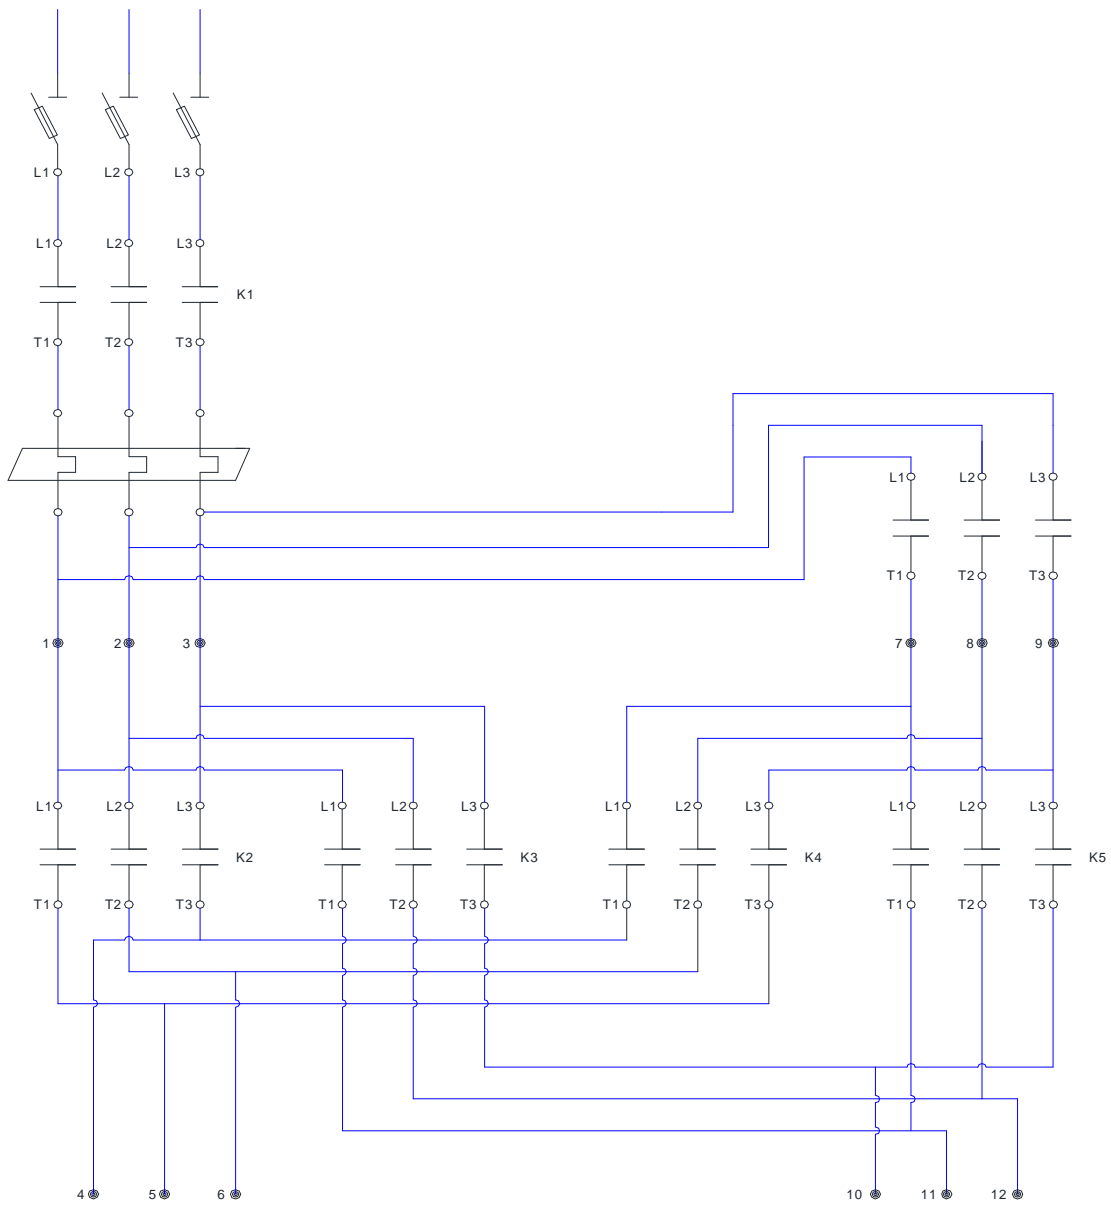 L1 L2 L3
L1 L2 L3
K1
T1 T2 T3
L1 L2 L3
T1 T2 T3
1 2 3 7 8 9
L1 L2 L3 L1 L2 L3 L1 L2 L3 L1 L2 L3
K2 K3 K4 K5
T1 T2 T3 T1 T2 T3 T1 T2 T3 T1 T2 T3
4 5 6 10 11 12